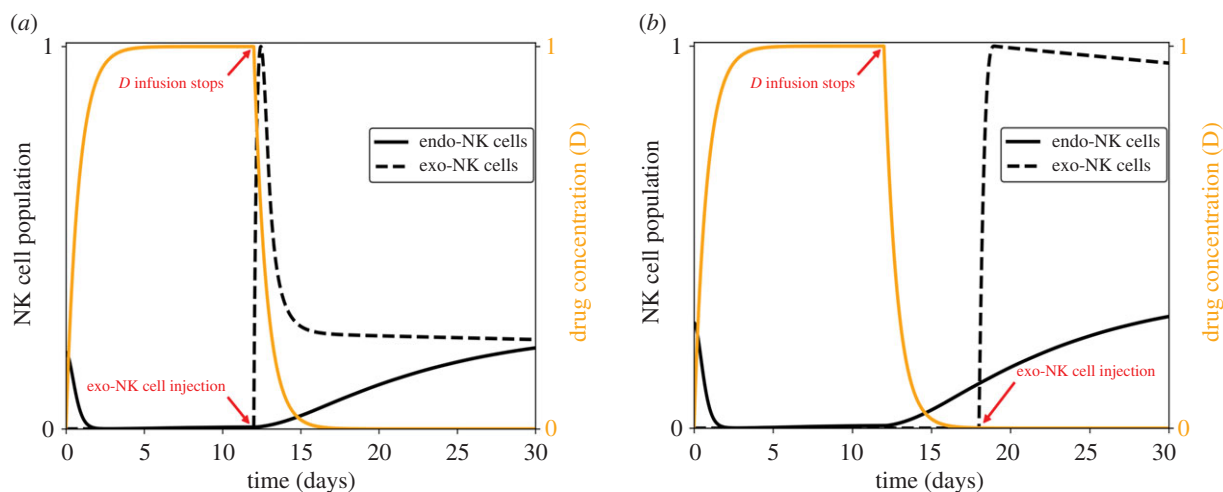 (a)
1
D infusion stops
endo-NK cells
exo-NK cells
exo-NK cell injection
0
NK cell population
1
0
drug concentration (D)
0 5 10 15 20 25 30
time (days)
(b)
1
D infusion stops
endo-NK cells
exo-NK cells
exo-NK cell injection
0
NK cell population
1
0
drug concentration (D)
0 5 10 15 20 25 30
time (days)